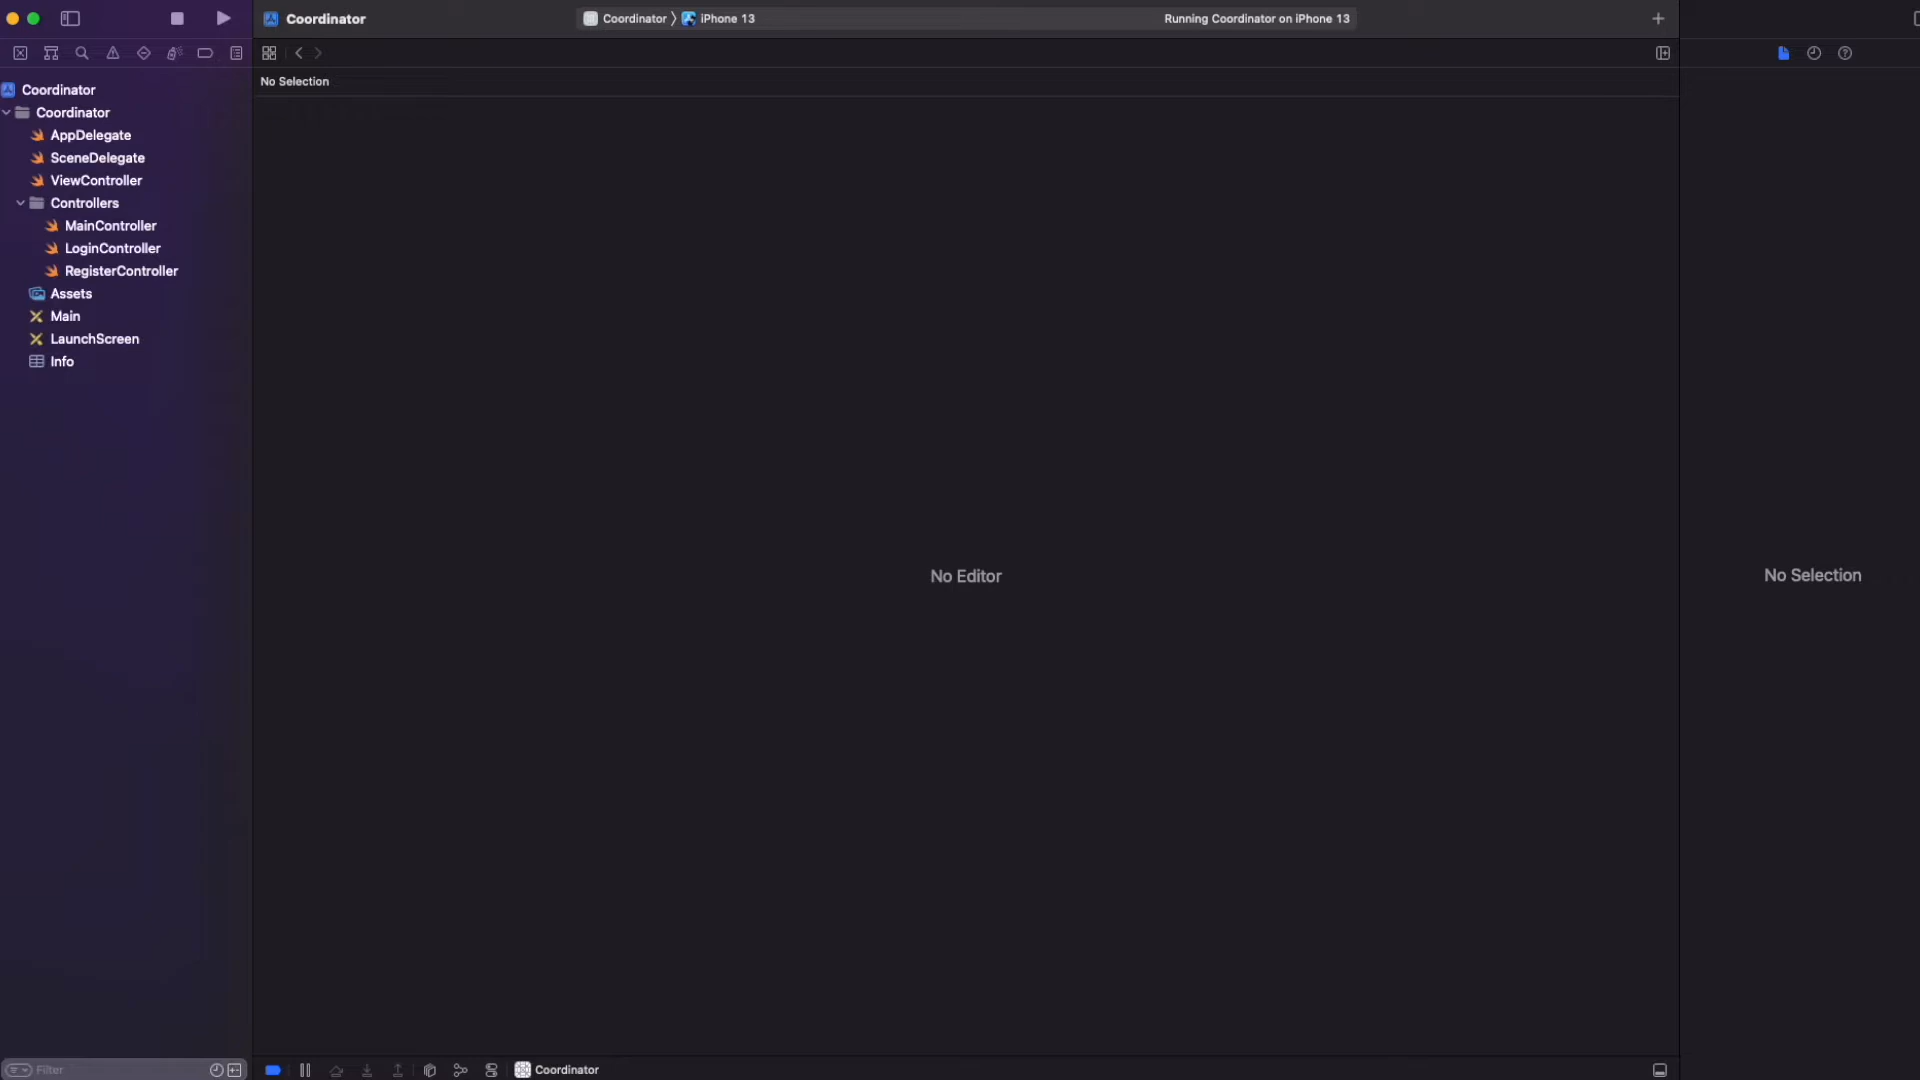 Coordinator
Coordinator 〉 iPhone 13
Running Coordinator on iPhone 13
No Selection
Coordinator
Coordinator
AppDelegate
SceneDelegate
ViewController
Controllers
MainController
LoginController
RegisterController
Assets
Main
LaunchScreen
Info
No Editor
No Selection
Filter
Coordinator